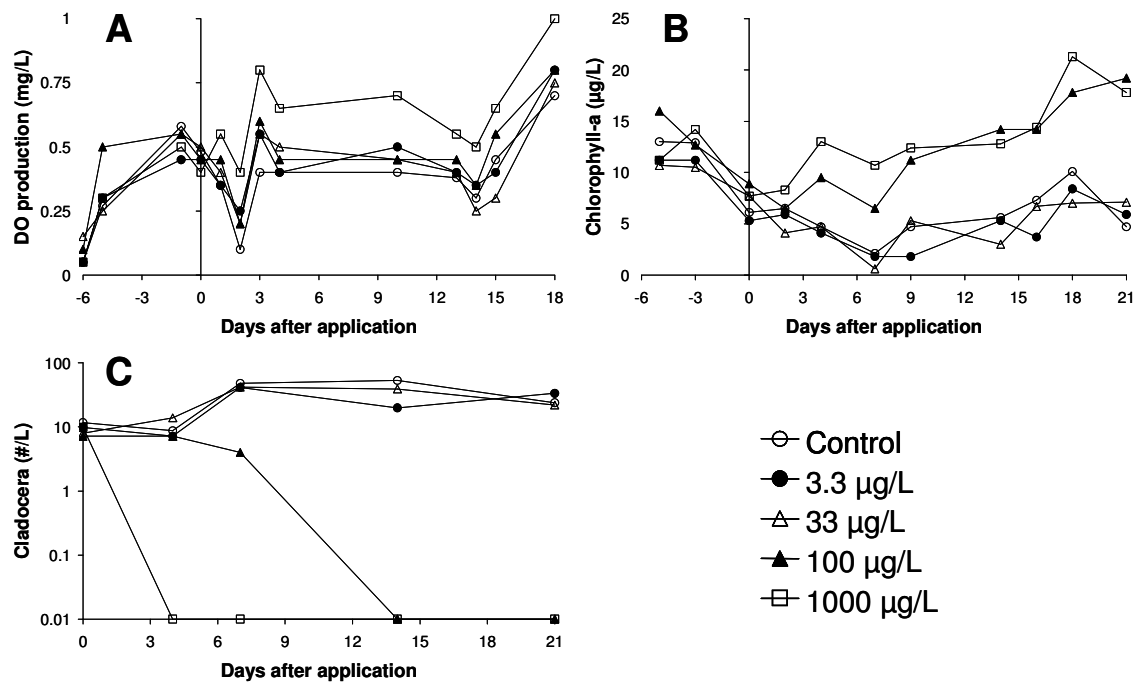 A
DO production (mg/L)
1
0.75
0.5
0.25
0
-6 -3 0 3 6 9 12 15 18
Days after application
B
Chlorophyll-a (µg/L)
25
20
15
10
5
0
-6 -3 0 3 6 9 12 15 18 21
Days after application
C
Cladocera (#/L)
100
10
1
0.1
0.01
0 3 6 9 12 15 18 21
Days after application
Control
3.3 µg/L
33 µg/L
100 µg/L
1000 µg/L